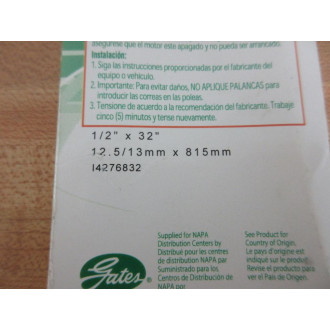 asegúrese que el motor este apagado y no pueda ser arrancado.
Instalación:
1. Siga las instrucciones proporcionadas por el fabricante del
equipo o vehículo.
2. Importante: Para evitar daños, NO APLIQUE PALANCAS para
introducir las correas en las poleas.
3. Tensione de acuerdo a la recomendación del fabricante. Trabaje
cinco (5) minutos y tense nuevamente.
1/2" x 32"
12.5/13mm x 815mm
I4276832
Supplied for NAPA
Distribution Centers by
Distribué pour les centres
de distribution NAPA par
Suministrado para los
Centros de Distribución de
NAPA par
See Product for
Country of Origin.
Le pays d'origine est
indiqué sur le produit
Revise el producto para
ver el País de Origen.
Gates